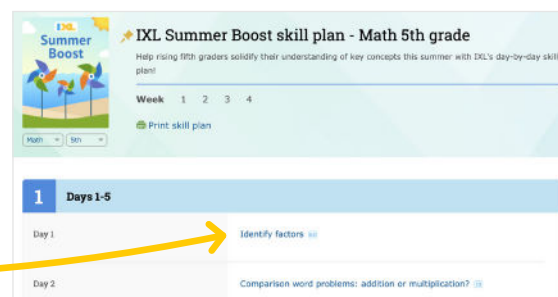 IXL
Summer
Boost
IXL Summer Boost skill plan - Math 5th grade
Help rising fifth graders solidify their understanding of key concepts this summer with IXL's day-by-day skill
plan!
Week 1 2 3 4
Print skill plan
Math 5th
1 Days 1-5
Day 1 Identify factors
Day 2 Comparison word problems: addition or multiplication?